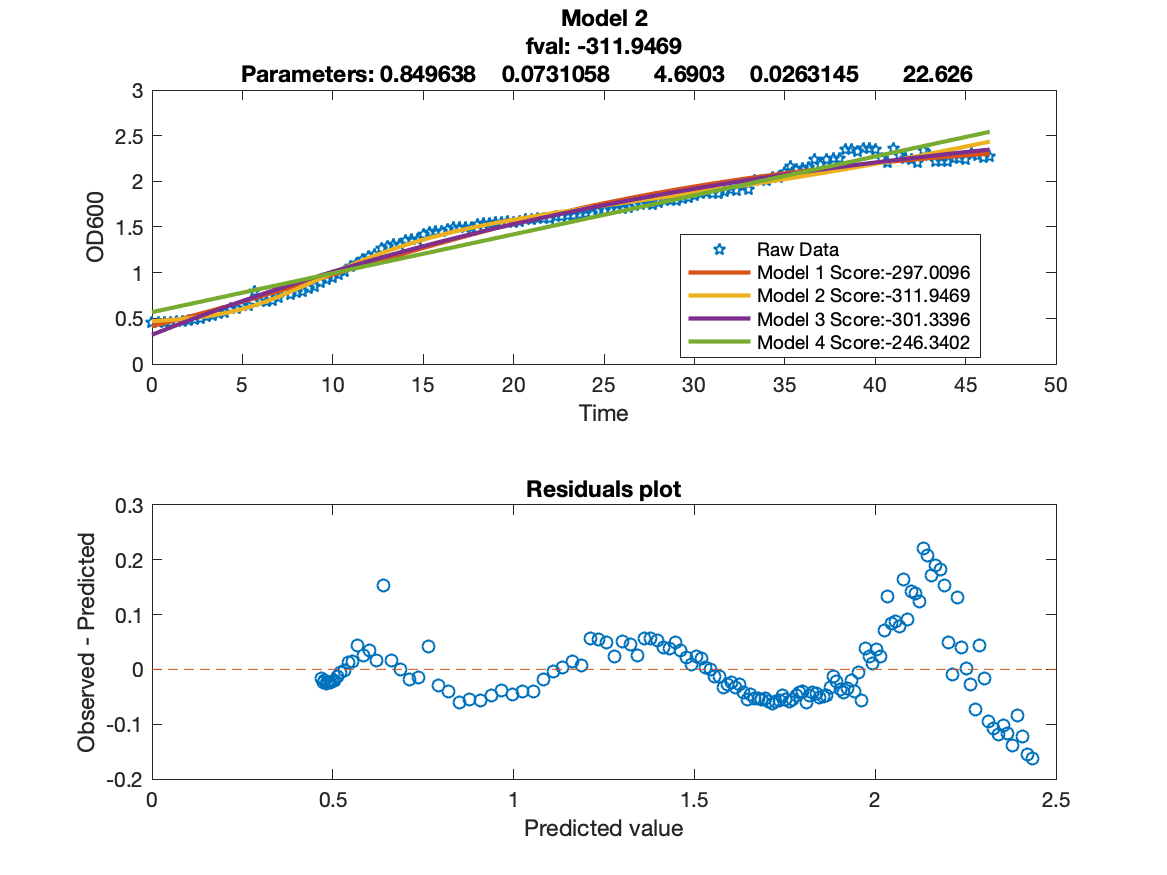 Model 2
fval: -311.9469
Parameters: 0.849638 0.0731058 4.6903 0.0263145 22.626
3
2.5
2
1.5
1
0.5
0
OD600
Raw Data
Model 1 Score:-297.0096
Model 2 Score:-311.9469
Model 3 Score:-301.3396
Model 4 Score:-246.3402
0 5 10 15 20 25 30 35 40 45 50
Time
Residuals plot
0.3
0.2
0.1
0
-0.1
-0.2
Observed - Predicted
0 0.5 1 1.5 2 2.5
Predicted value